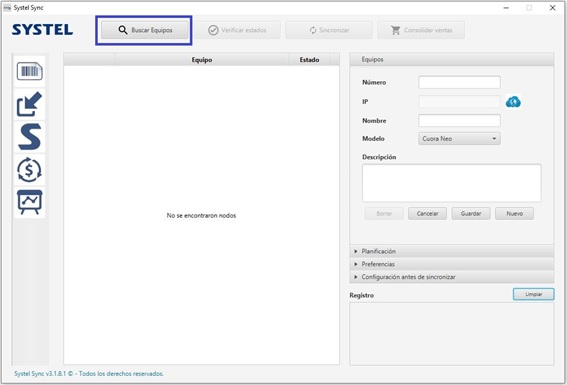 Systel Sync
SYSTEL
Buscar Equipos
Verificar estados
Sincronizar
Consolidar ventas
Equipo
Estado
No se encontraron nodos
Equipos
Número
IP
Nombre
Modelo
Cuora Neo
Descripción
Borrar
Cancelar
Guardar
Nuevo
Planificación
Preferencias
Configuración antes de sincronizar
Registro
Limpiar
Systel Sync v3.1.8.1 © - Todos los derechos reservados.